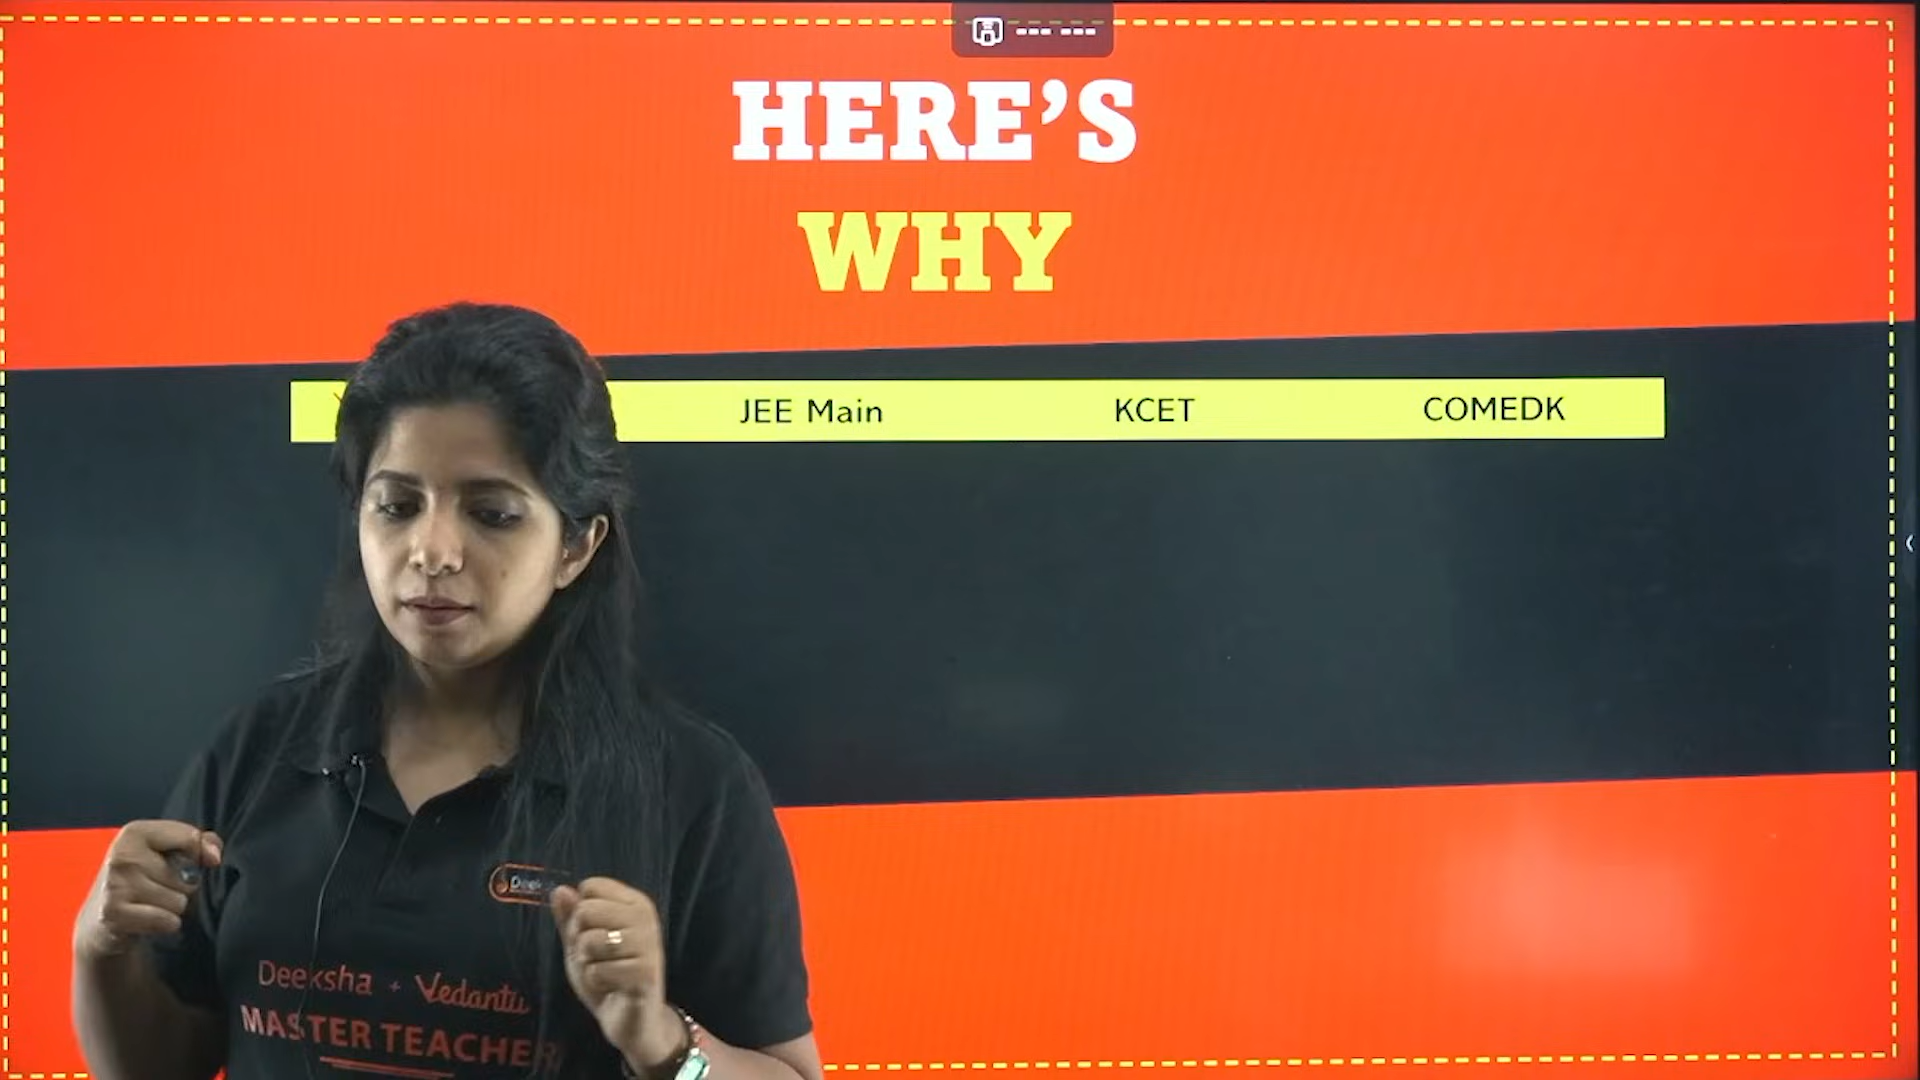 HERE'S
WHY
JEE Main KCET COMEDK
Deeksha + Vedantu
MASTER TEACHER